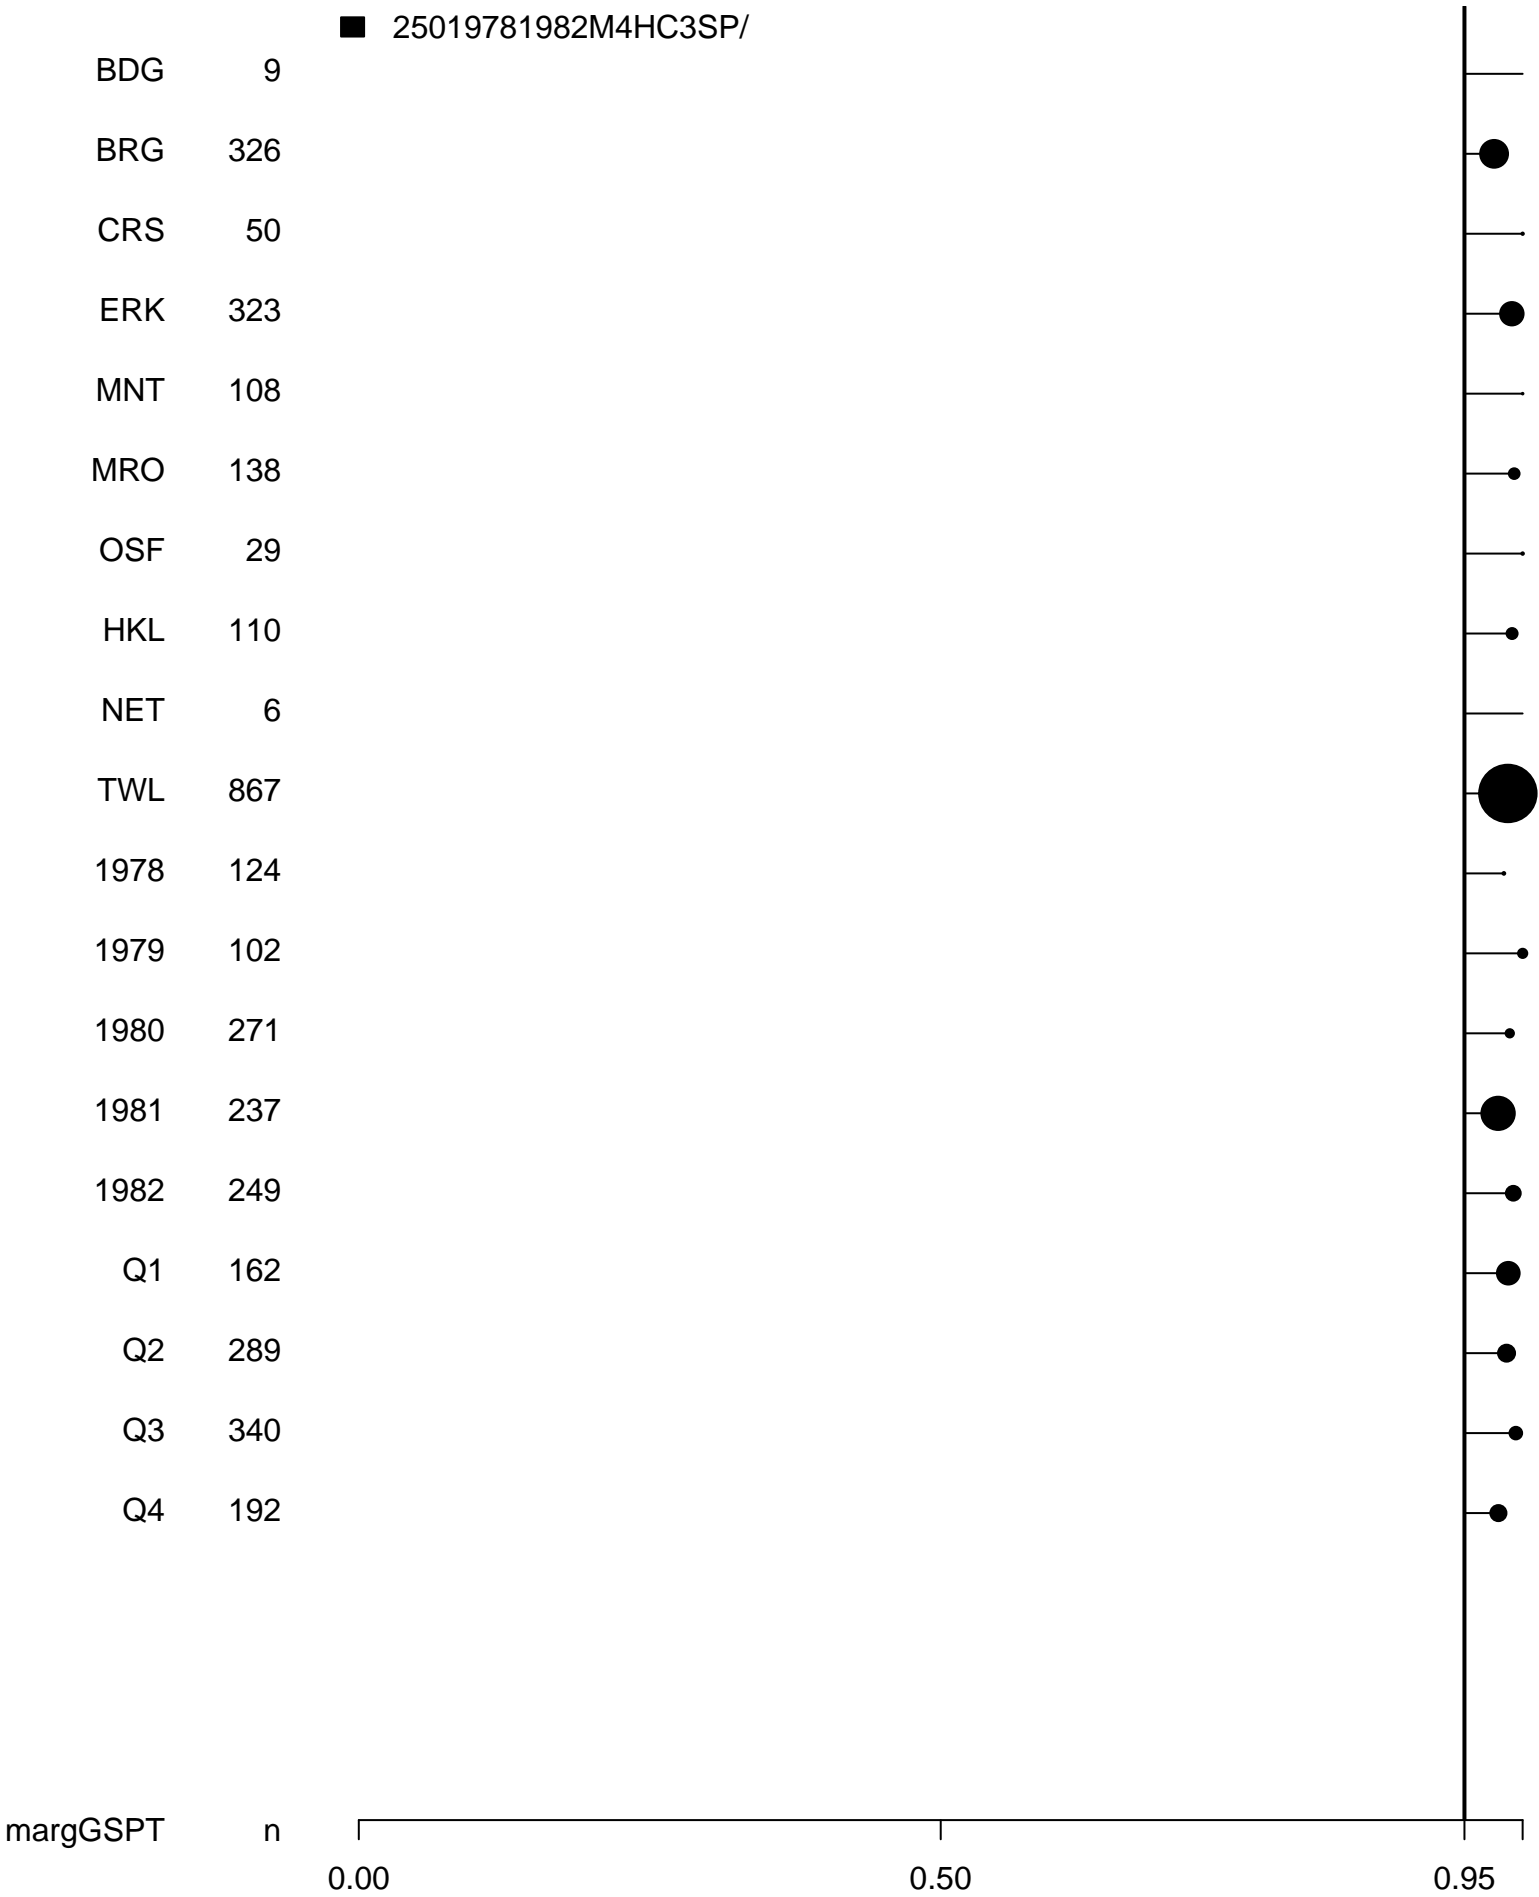 25019781982M4HC3SP/
BDG 9
BRG 326
CRS 50
ERK 323
MNT 108
MRO 138
OSF 29
HKL 110
NET 6
TWL 867
1978 124
1979 102
1980 271
1981 237
1982 249
Q1 162
Q2 289
Q3 340
Q4 192
margGSPT n
0.00 0.50 0.95